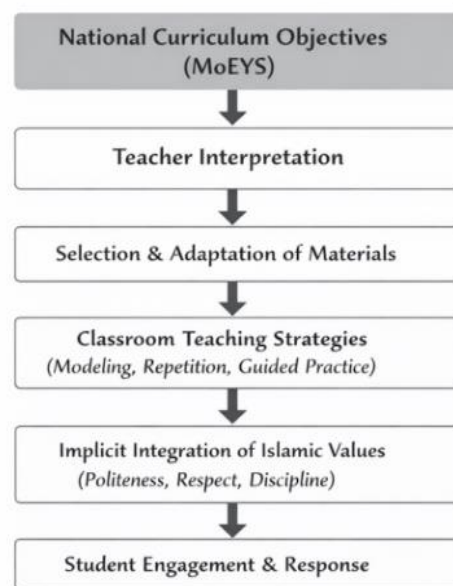 National Curriculum Objectives
(MoEYS)
Teacher Interpretation
Selection & Adaptation of Materials
Classroom Teaching Strategies
(Modeling, Repetition, Guided Practice)
Implicit Integration of Islamic Values
(Politeness, Respect, Discipline)
Student Engagement & Response